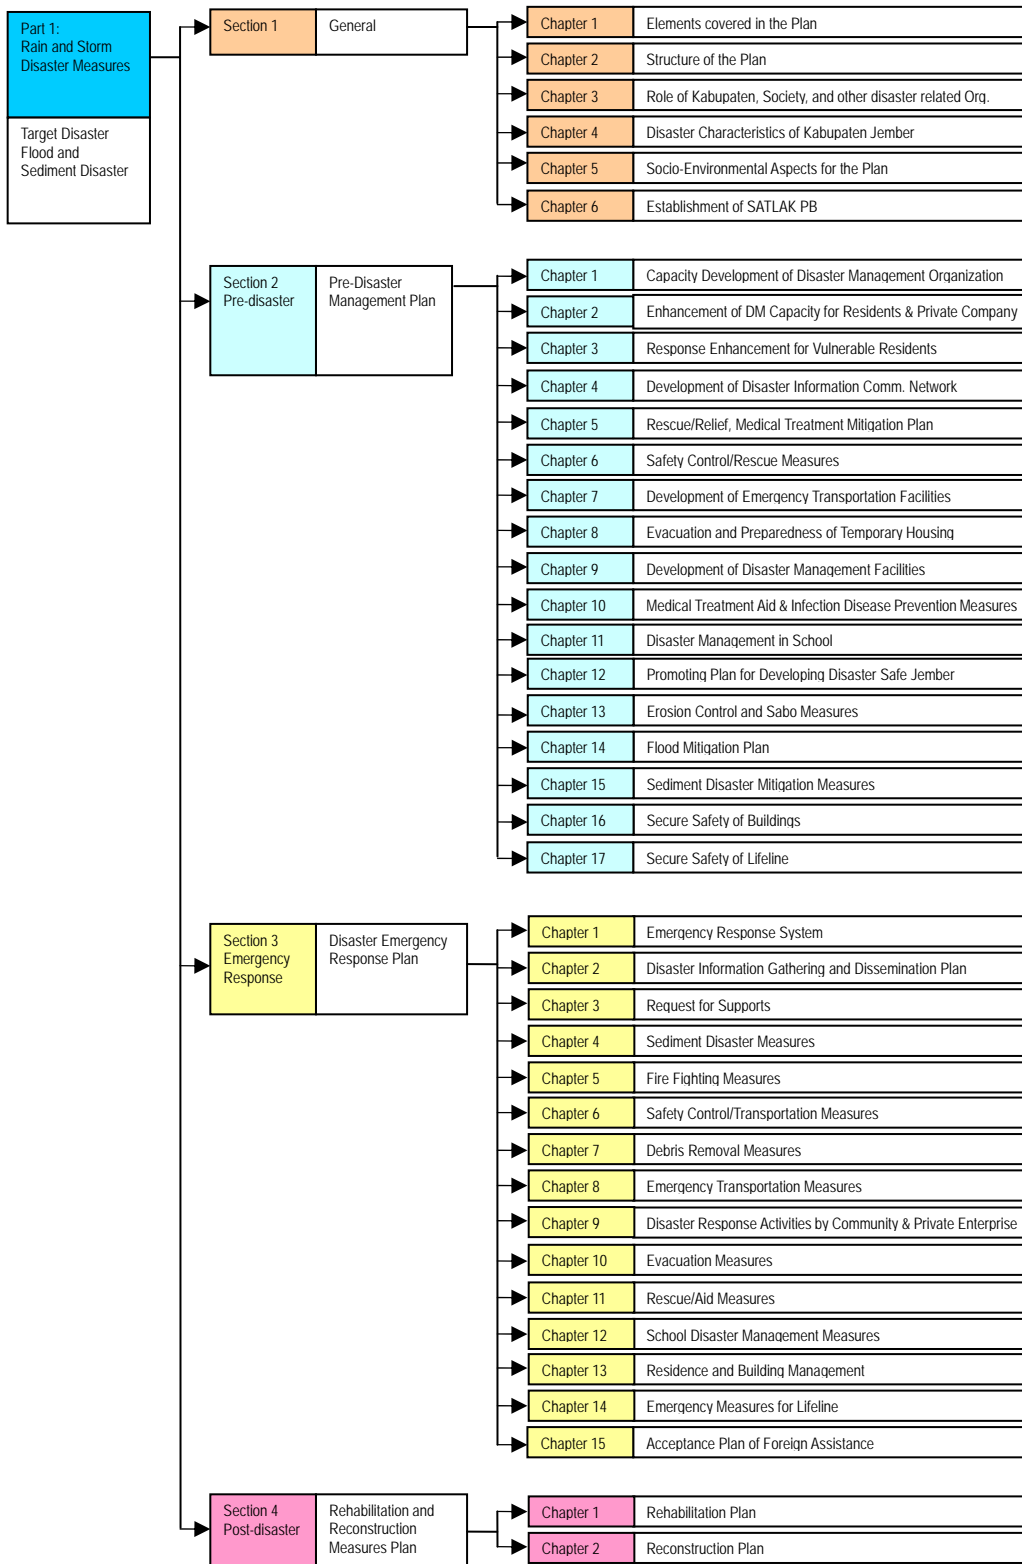 Part 1:
Rain and Storm
Disaster Measures
Target Disaster
Flood and
Sediment Disaster
Section 1
General
Chapter 1 Elements covered in the Plan
Chapter 2 Structure of the Plan
Chapter 3 Role of Kabupaten, Society, and other disaster related Org.
Chapter 4 Disaster Characteristics of Kabupaten Jember
Chapter 5 Socio-Environmental Aspects for the Plan
Chapter 6 Establishment of SATLAK PB
Section 2
Pre-disaster
Pre-Disaster
Management Plan
Chapter 1 Capacity Development of Disaster Management Organization
Chapter 2 Enhancement of DM Capacity for Residents & Private Company
Chapter 3 Response Enhancement for Vulnerable Residents
Chapter 4 Development of Disaster Information Comm. Network
Chapter 5 Rescue/Relief, Medical Treatment Mitigation Plan
Chapter 6 Safety Control/Rescue Measures
Chapter 7 Development of Emergency Transportation Facilities
Chapter 8 Evacuation and Preparedness of Temporary Housing
Chapter 9 Development of Disaster Management Facilities
Chapter 10 Medical Treatment Aid & Infection Disease Prevention Measures
Chapter 11 Disaster Management in School
Chapter 12 Promoting Plan for Developing Disaster Safe Jember
Chapter 13 Erosion Control and Sabo Measures
Chapter 14 Flood Mitigation Plan
Chapter 15 Sediment Disaster Mitigation Measures
Chapter 16 Secure Safety of Buildings
Chapter 17 Secure Safety of Lifeline
Section 3
Emergency
Response
Disaster Emergency
Response Plan
Chapter 1 Emergency Response System
Chapter 2 Disaster Information Gathering and Dissemination Plan
Chapter 3 Request for Supports
Chapter 4 Sediment Disaster Measures
Chapter 5 Fire Fighting Measures
Chapter 6 Safety Control/Transportation Measures
Chapter 7 Debris Removal Measures
Chapter 8 Emergency Transportation Measures
Chapter 9 Disaster Response Activities by Community & Private Enterprise
Chapter 10 Evacuation Measures
Chapter 11 Rescue/Aid Measures
Chapter 12 School Disaster Management Measures
Chapter 13 Residence and Building Management
Chapter 14 Emergency Measures for Lifeline
Chapter 15 Acceptance Plan of Foreign Assistance
Section 4
Post-disaster
Rehabilitation and
Reconstruction
Measures Plan
Chapter 1 Rehabilitation Plan
Chapter 2 Reconstruction Plan